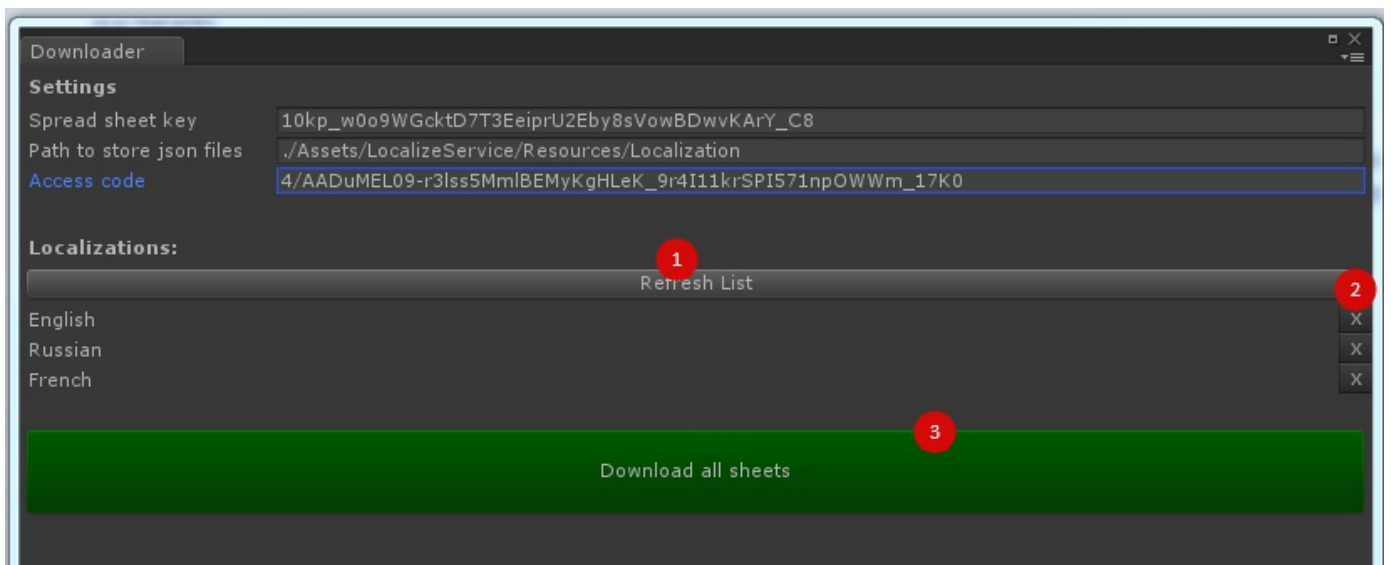 Downloader
Settings
Spread sheet key 10kp_w0o9WGcktD7T3EeiprU2Eby8sVowBDwvKArY_C8
Path to store json files ./Assets/LocalizeService/Resources/Localization
Access code 4/AADuMEL09-r3lss5MmlBEMyKgHLeK_9r4I11krSPI571npOWWm_17K0
Localizations:
1
Refresh List
2
English X
Russian X
French X
3
Download all sheets